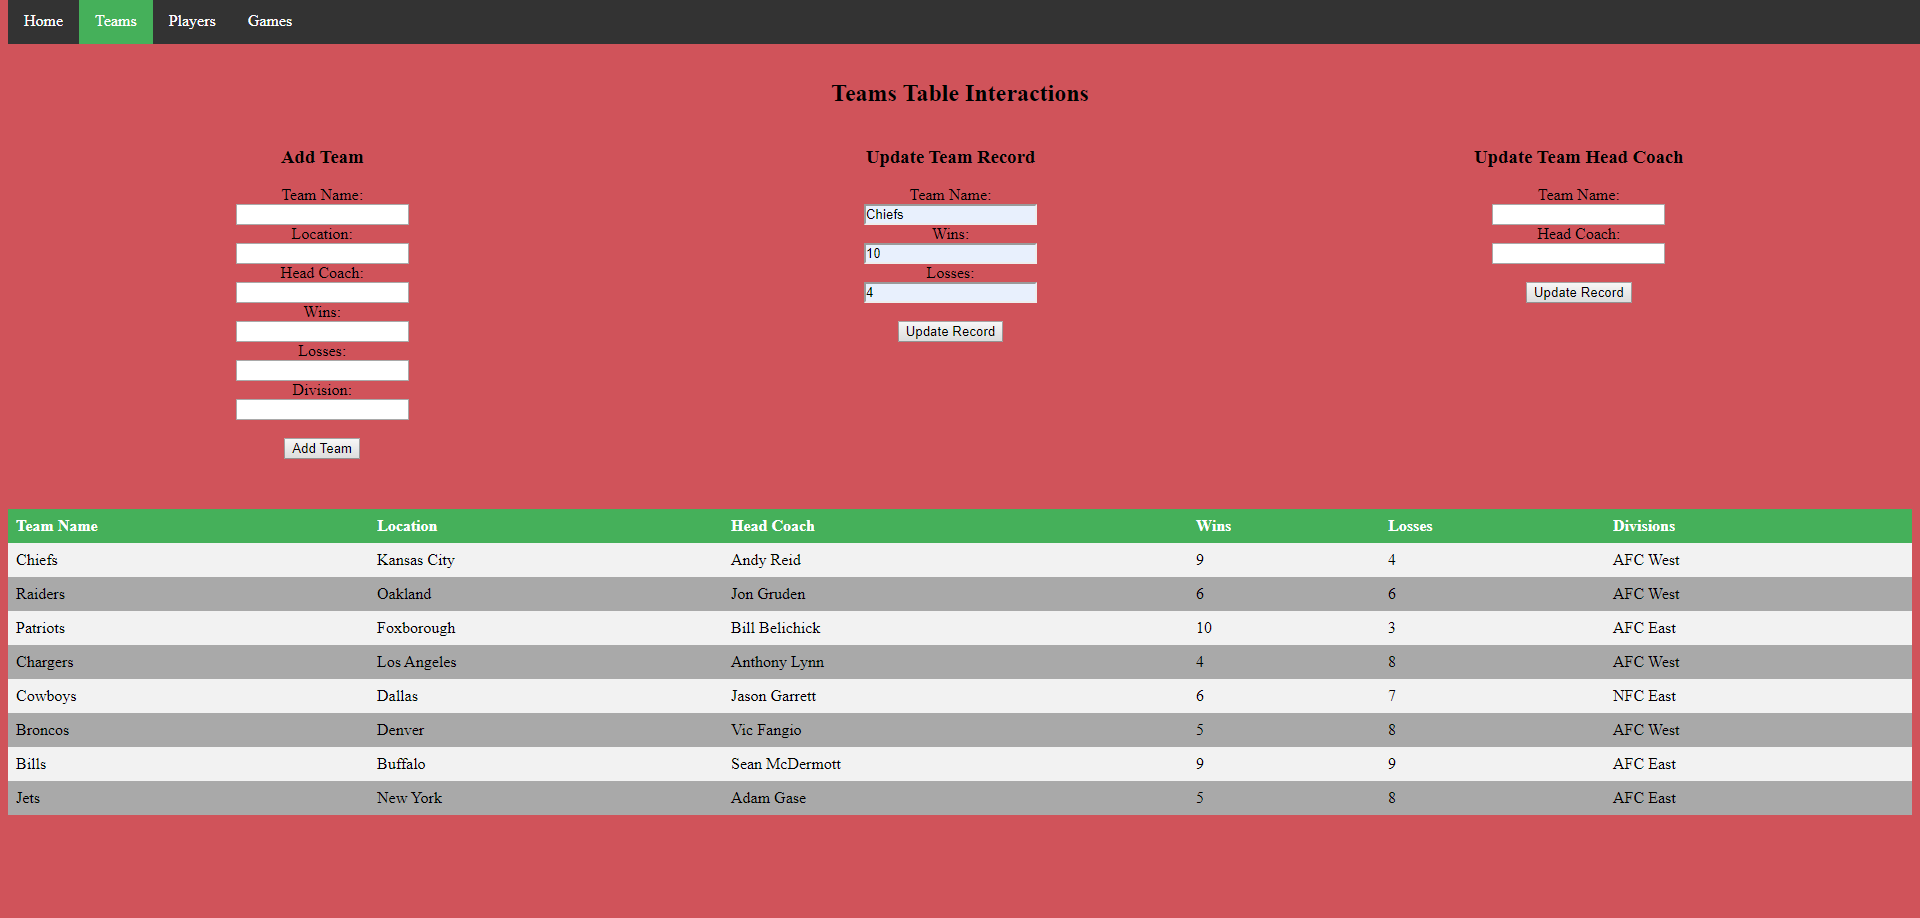 Home Teams Players Games
Teams Table Interactions
Add Team
Team Name:
Location:
Head Coach:
Wins:
Losses:
Division:
Add Team
Update Team Record
Team Name:
Chiefs
Wins:
10
Losses:
4
Update Record
Update Team Head Coach
Team Name:
Head Coach:
Update Record
Team Name Location Head Coach Wins Losses Divisions
Chiefs Kansas City Andy Reid 9 4 AFC West
Raiders Oakland Jon Gruden 6 6 AFC West
Patriots Foxborough Bill Belichick 10 3 AFC East
Chargers Los Angeles Anthony Lynn 4 8 AFC West
Cowboys Dallas Jason Garrett 6 7 NFC East
Broncos Denver Vic Fangio 5 8 AFC West
Bills Buffalo Sean McDermott 9 9 AFC East
Jets New York Adam Gase 5 8 AFC East